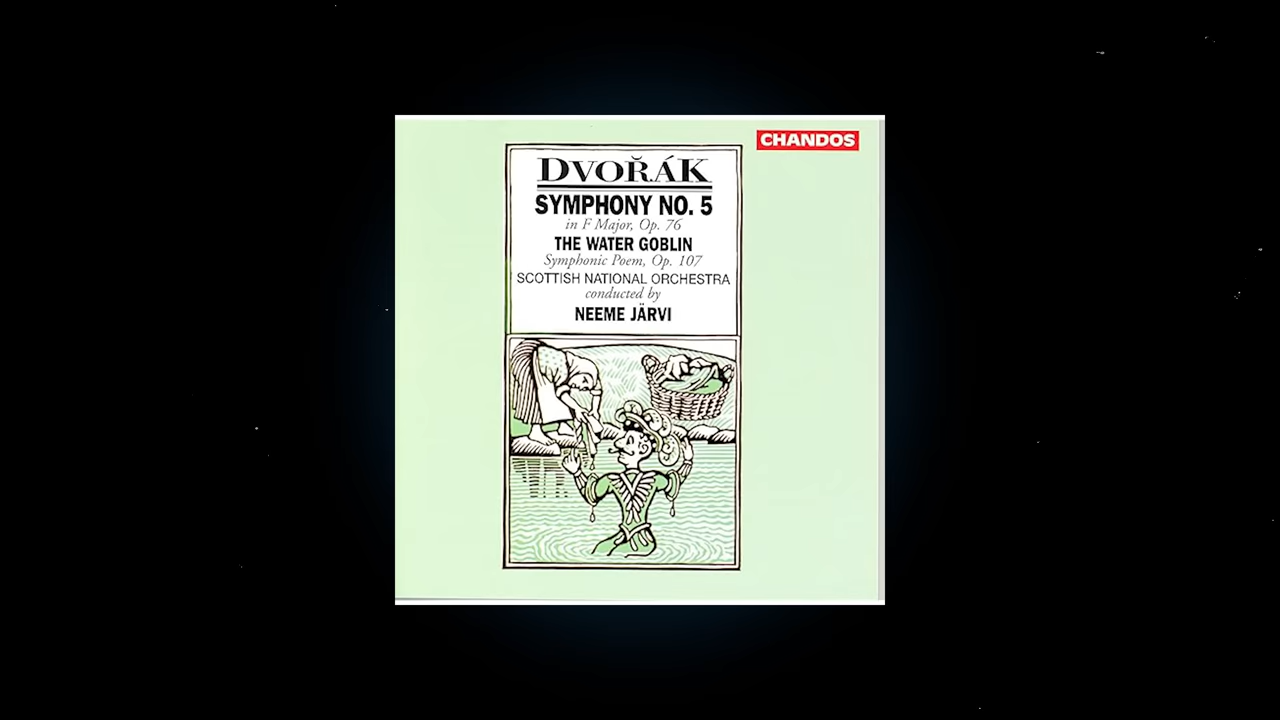 CHANDOS
DVOŘÁK
SYMPHONY NO. 5
in F Major, Op. 76
THE WATER GOBLIN
Symphonic Poem, Op. 107
SCOTTISH NATIONAL ORCHESTRA
conducted by
NEEME JÄRVI